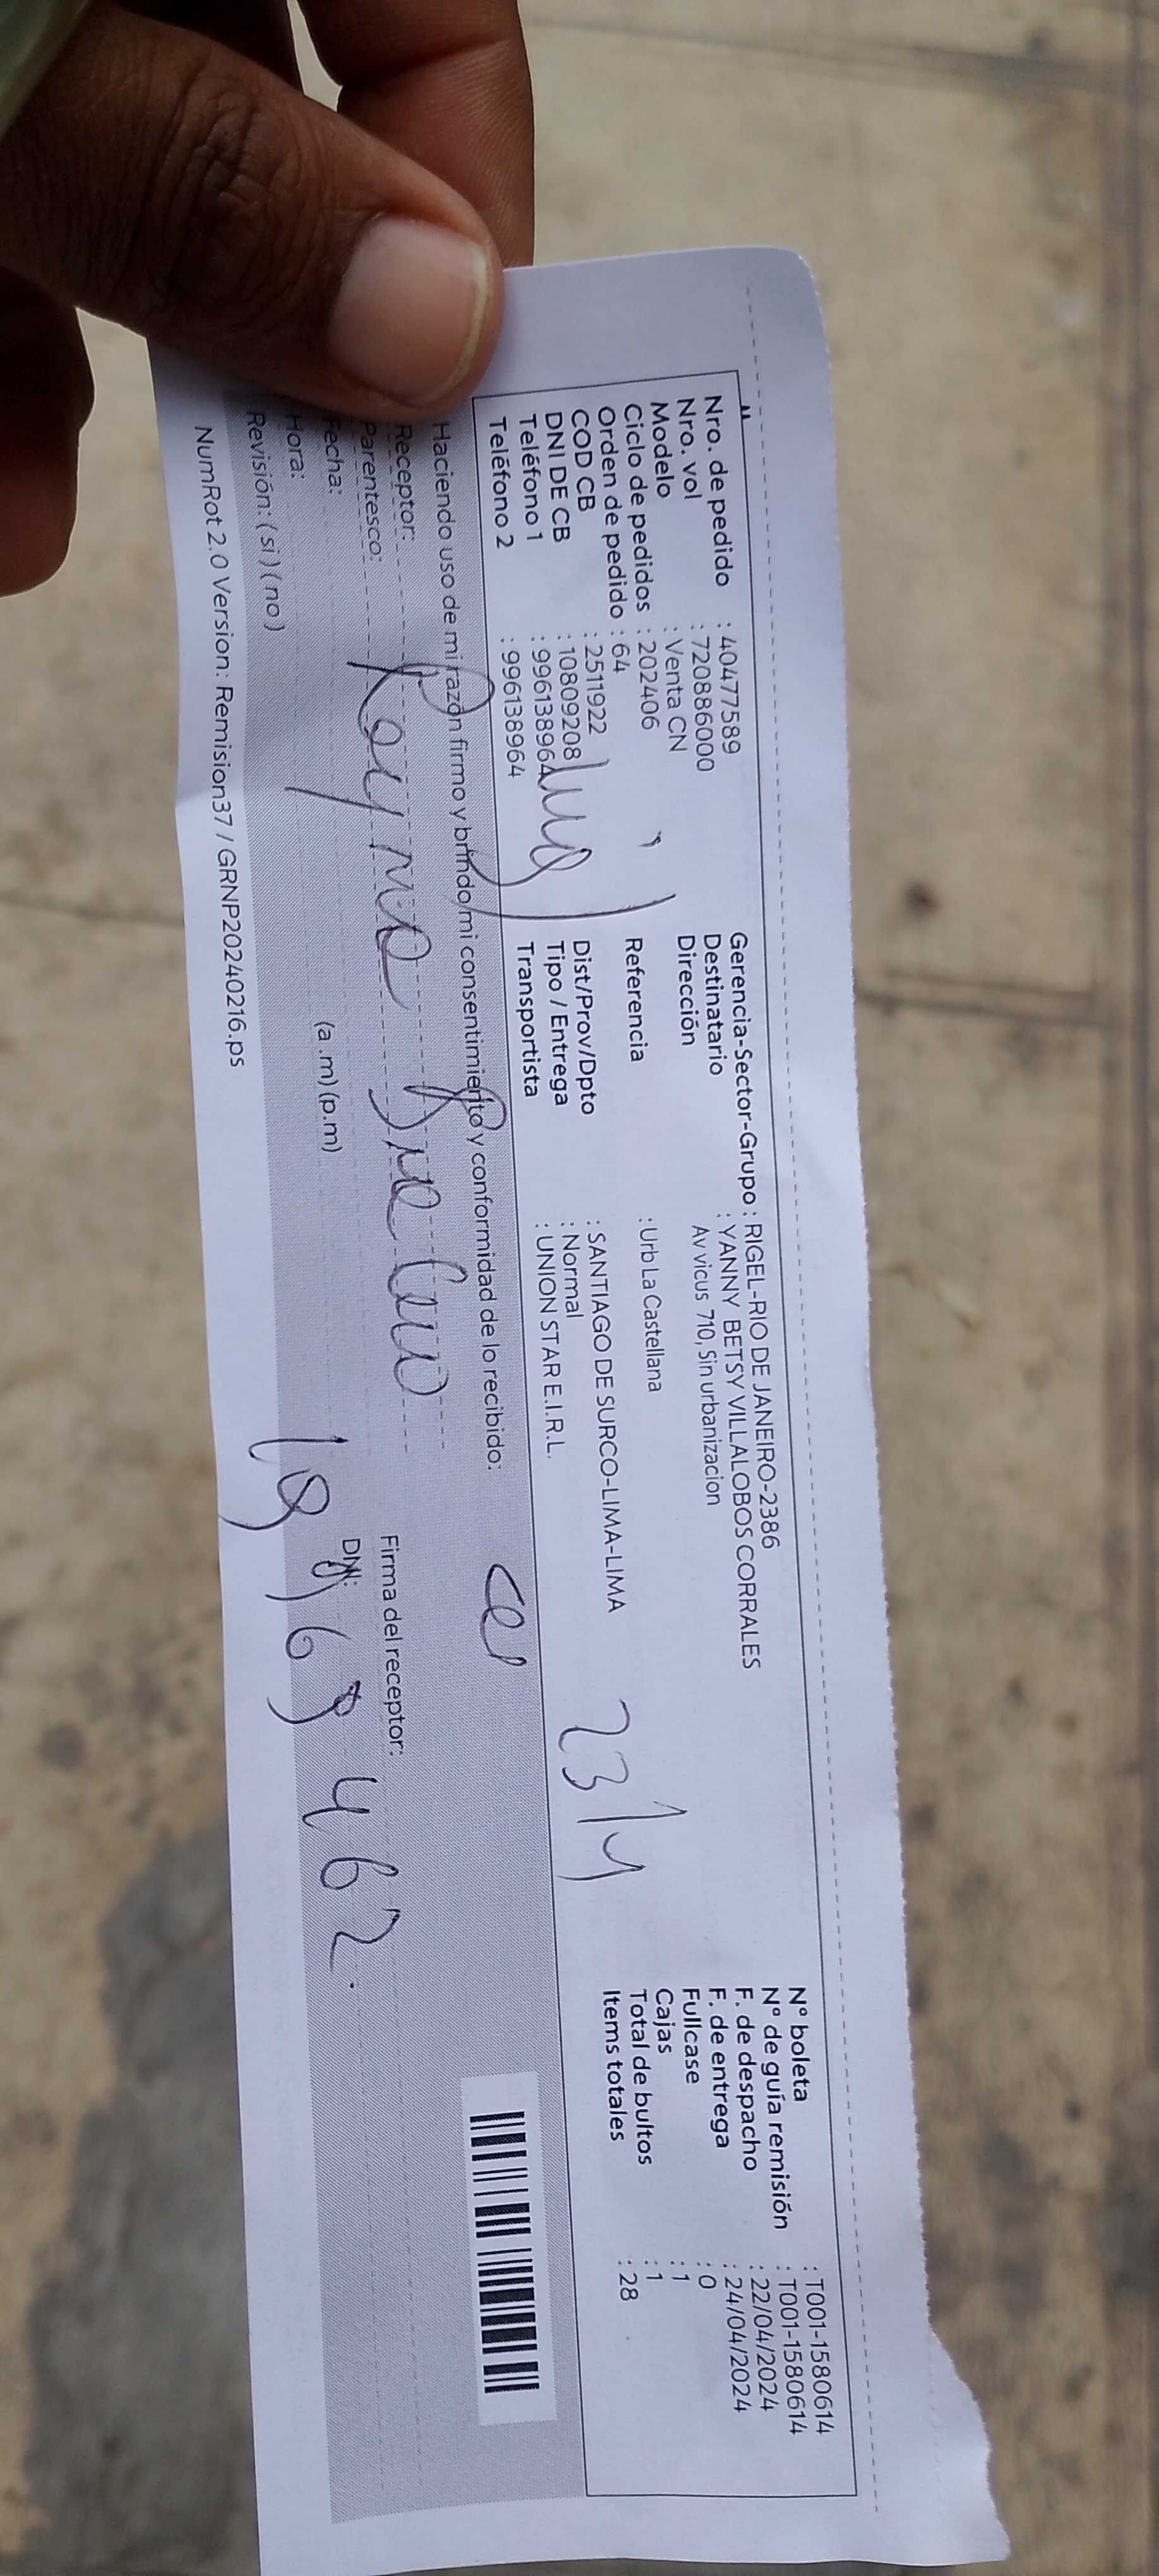 Nro. de pedido : 40477589
Nro. vol : 720886000
Modelo : Venta CN
Ciclo de pedidos : 202406
Orden de pedido : 64
COD CB : 2511922
DNI DE CB : 10809208
Teléfono 1 : 996138964
Teléfono 2 : 996138964
Gerencia-Sector-Grupo : RIGEL-RIO DE JANEIRO-2386
Destinatario : YANNY BETSY VILLALOBOS CORRALES
Dirección Av vicus 710, Sin urbanizacion
Referencia : Urb La Castellana
Dist/Prov/Dpto : SANTIAGO DE SURCO-LIMA-LIMA
Tipo / Entrega : Normal
Transportista : UNION STAR E.I.R.L.
Nº boleta : T001-1580614
Nº de guía remisión : T001-1580614
F. de despacho : 22/04/2024
F. de entrega : 24/04/2024
Fullcase : 0
Cajas : 1
Total de bultos : 1
Items totales : 28
Haciendo uso de mi razón firmo y brindo mi consentimiento y conformidad de lo recibido:
Receptor:
Parentesco:
Fecha:
Hora: (a .m) (p.m)
Revisión: ( si ) ( no )
Firma del receptor:
DNI:
NumRot 2.0 Version: Remision37 / GRNP20240216.ps